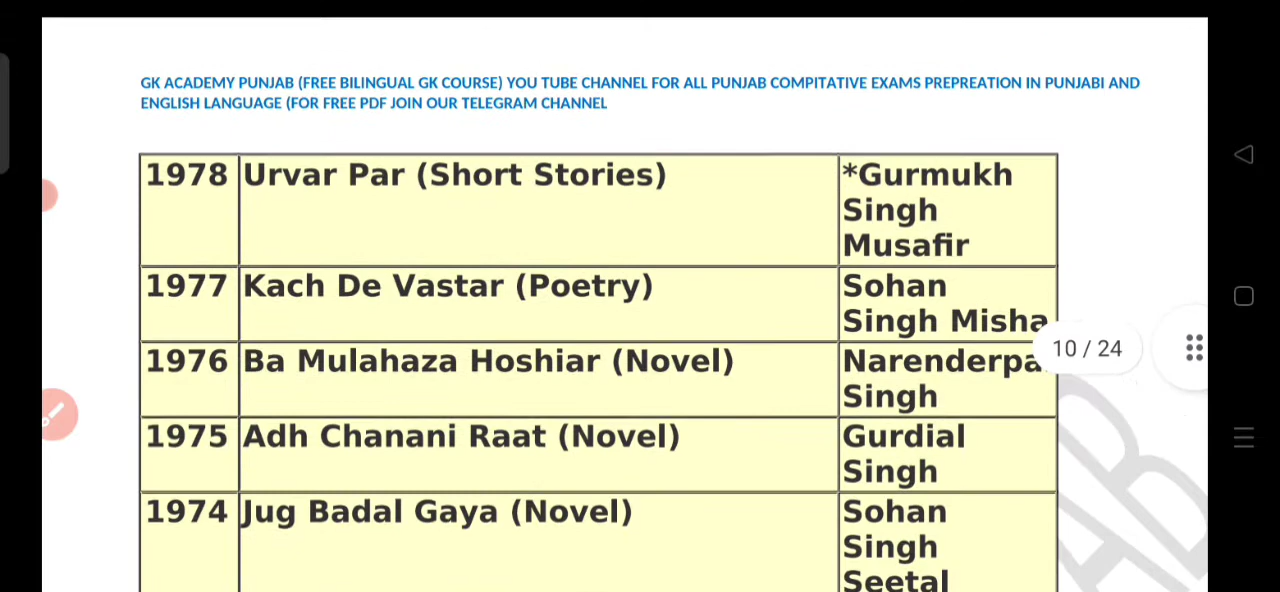 GK ACADEMY PUNJAB (FREE BILINGUAL GK COURSE) YOU TUBE CHANNEL FOR ALL PUNJAB COMPITATIVE EXAMS PREPREATION IN PUNJABI AND
ENGLISH LANGUAGE (FOR FREE PDF JOIN OUR TELEGRAM CHANNEL
1978 Urvar Par (Short Stories) *Gurmukh
Singh
Musafir
1977 Kach De Vastar (Poetry) Sohan
Singh Misha
10 / 24
1976 Ba Mulahaza Hoshiar (Novel) Narenderpa
Singh
1975 Adh Chanani Raat (Novel) Gurdial
Singh
1974 Jug Badal Gaya (Novel) Sohan
Singh
Seetal
AB